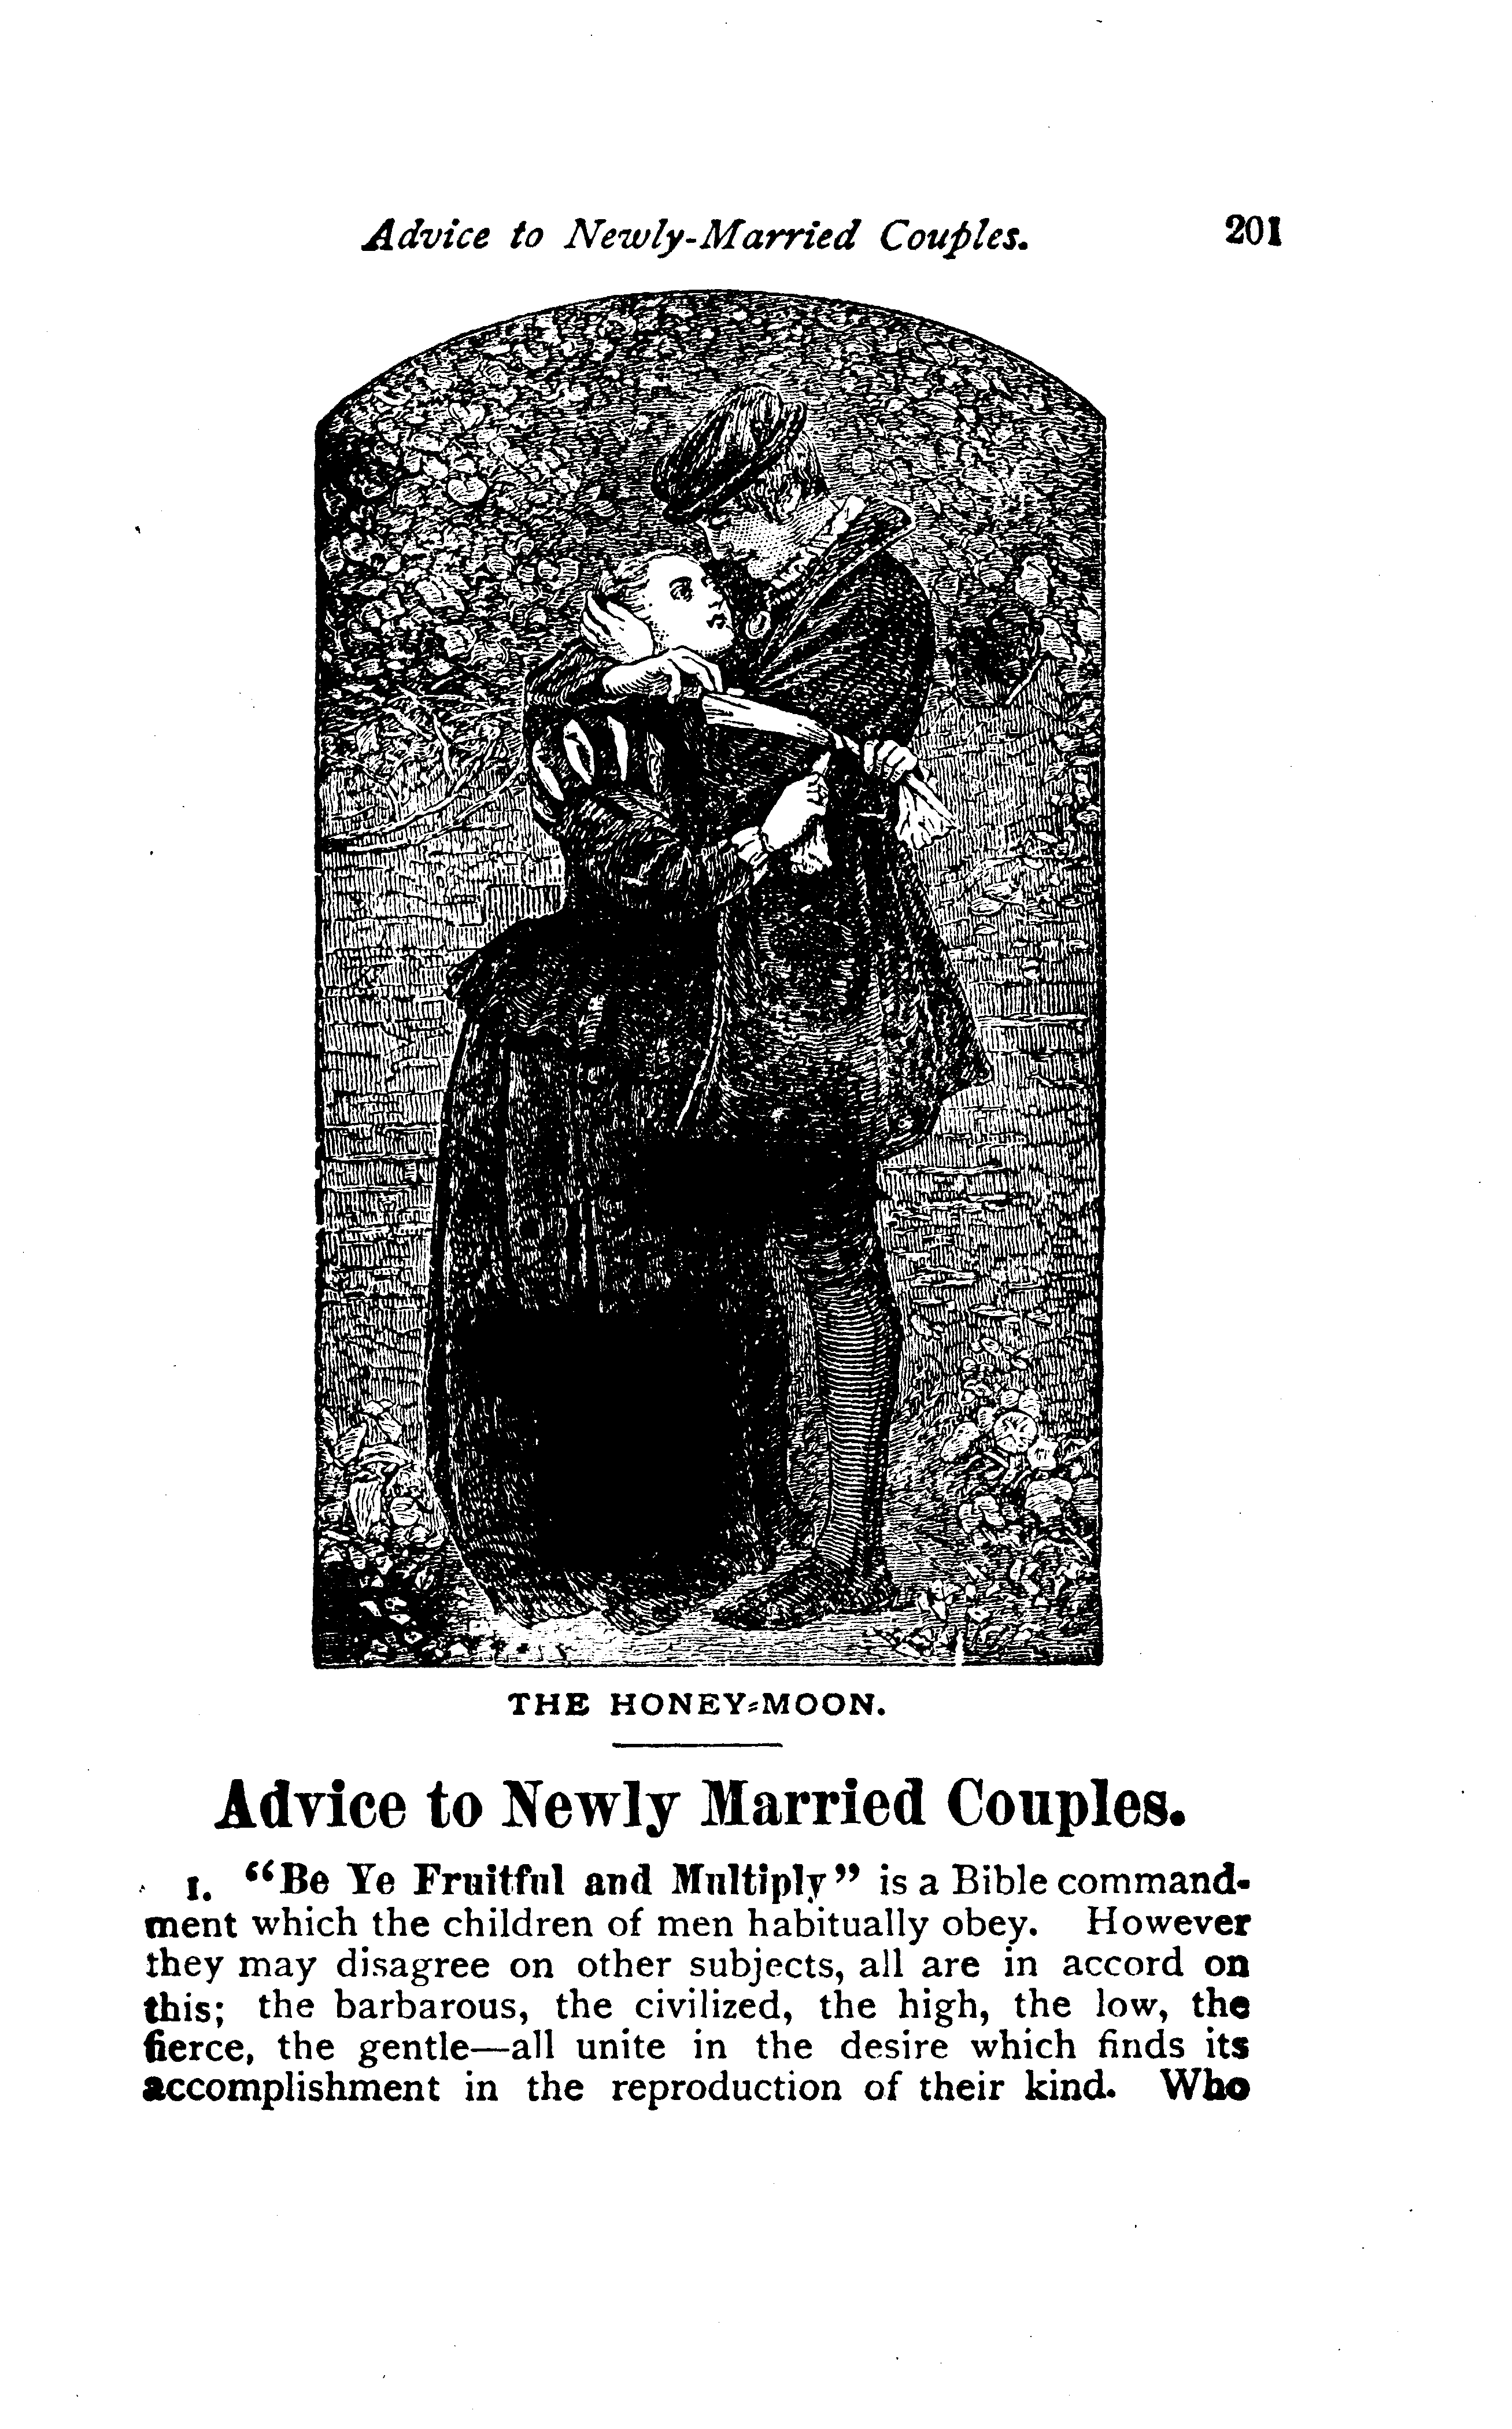 Advice to Newly-Married Couples. 201
THE HONEY-MOON.
Advice to Newly Married Couples.
1. “Be Ye Fruitful and Multiply” is a Bible command-
ment which the children of men habitually obey. However
they may disagree on other subjects, all are in accord on
this; the barbarous, the civilized, the high, the low, the
fierce, the gentle—all unite in the desire which finds its
accomplishment in the reproduction of their kind. Who